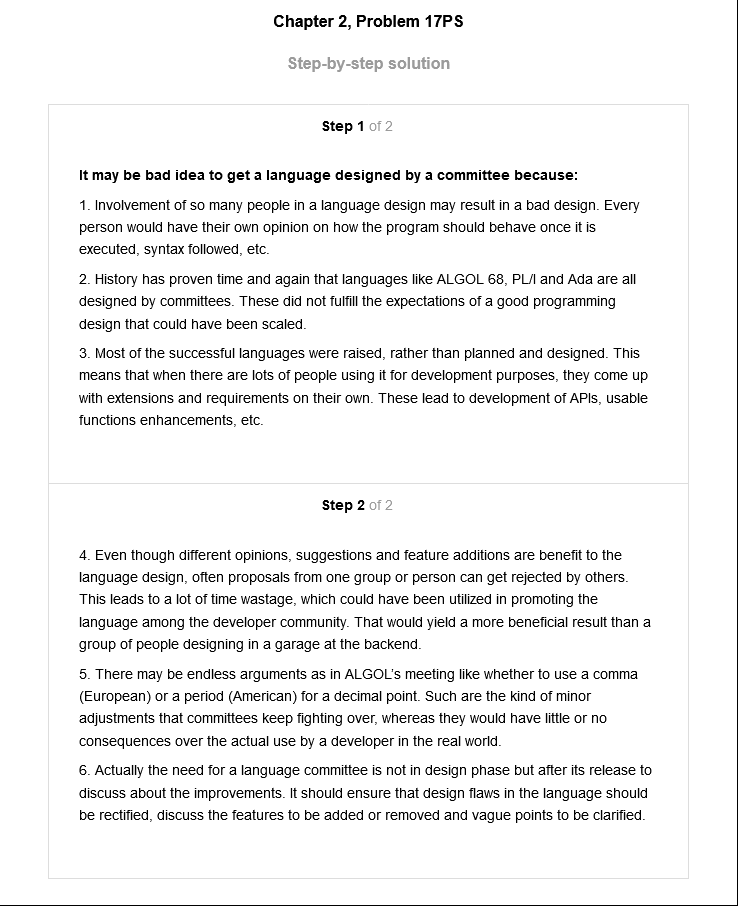 Chapter 2, Problem 17PS
Step-by-step solution
Step 1 of 2
It may be bad idea to get a language designed by a committee because:
1. Involvement of so many people in a language design may result in a bad design. Every
person would have their own opinion on how the program should behave once it is
executed, syntax followed, etc.
2. History has proven time and again that languages like ALGOL 68, PL/I and Ada are all
designed by committees. These did not fulfill the expectations of a good programming
design that could have been scaled.
3. Most of the successful languages were raised, rather than planned and designed. This
means that when there are lots of people using it for development purposes, they come up
with extensions and requirements on their own. These lead to development of APIs, usable
functions enhancements, etc.
Step 2 of 2
4. Even though different opinions, suggestions and feature additions are benefit to the
language design, often proposals from one group or person can get rejected by others.
This leads to a lot of time wastage, which could have been utilized in promoting the
language among the developer community. That would yield a more beneficial result than a
group of people designing in a garage at the backend.
5. There may be endless arguments as in ALGOL's meeting like whether to use a comma
(European) or a period (American) for a decimal point. Such are the kind of minor
adjustments that committees keep fighting over, whereas they would have little or no
consequences over the actual use by a developer in the real world.
6. Actually the need for a language committee is not in design phase but after its release to
discuss about the improvements. It should ensure that design flaws in the language should
be rectified, discuss the features to be added or removed and vague points to be clarified.